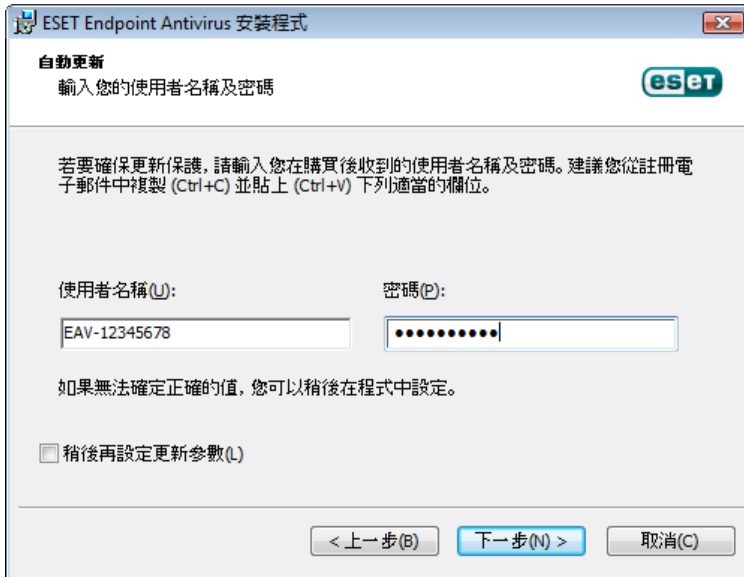 ESET Endpoint Antivirus 安裝程式
自動更新
輸入您的使用者名稱及密碼
eseT
若要確保更新保護，請輸入您在購買後收到的使用者名稱及密碼。建議您從註冊電
子郵件中複製 (Ctrl+C) 並貼上 (Ctrl+V) 下列適當的欄位。
使用者名稱(U): 密碼(P):
EAV-12345678 ●●●●●●●●●●
如果無法確定正確的值，您可以稍後在程式中設定。
稍後再設定更新參數(L)
< 上一步(B) 下一步(N) > 取消(C)